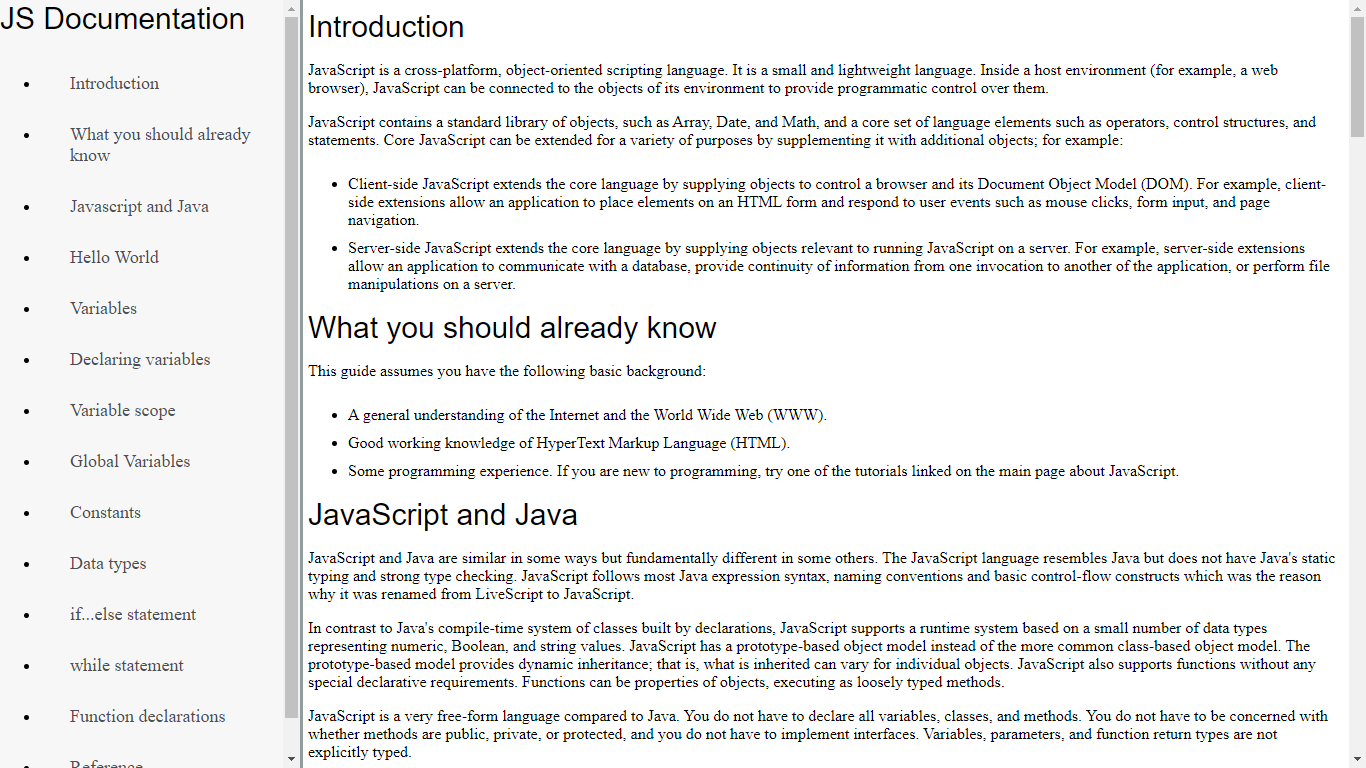 JS Documentation
Introduction
What you should already
know
Javascript and Java
Hello World
Variables
Declaring variables
Variable scope
Global Variables
Constants
Data types
if...else statement
while statement
Function declarations
Reference
Introduction
JavaScript is a cross-platform, object-oriented scripting language. It is a small and lightweight language. Inside a host environment (for example, a web
browser), JavaScript can be connected to the objects of its environment to provide programmatic control over them.
JavaScript contains a standard library of objects, such as Array, Date, and Math, and a core set of language elements such as operators, control structures, and
statements. Core JavaScript can be extended for a variety of purposes by supplementing it with additional objects; for example:
Client-side JavaScript extends the core language by supplying objects to control a browser and its Document Object Model (DOM). For example, client-
side extensions allow an application to place elements on an HTML form and respond to user events such as mouse clicks, form input, and page
navigation.
Server-side JavaScript extends the core language by supplying objects relevant to running JavaScript on a server. For example, server-side extensions
allow an application to communicate with a database, provide continuity of information from one invocation to another of the application, or perform file
manipulations on a server.
What you should already know
This guide assumes you have the following basic background:
A general understanding of the Internet and the World Wide Web (WWW).
Good working knowledge of HyperText Markup Language (HTML).
Some programming experience. If you are new to programming, try one of the tutorials linked on the main page about JavaScript.
JavaScript and Java
JavaScript and Java are similar in some ways but fundamentally different in some others. The JavaScript language resembles Java but does not have Java's static
typing and strong type checking. JavaScript follows most Java expression syntax, naming conventions and basic control-flow constructs which was the reason
why it was renamed from LiveScript to JavaScript.
In contrast to Java's compile-time system of classes built by declarations, JavaScript supports a runtime system based on a small number of data types
representing numeric, Boolean, and string values. JavaScript has a prototype-based object model instead of the more common class-based object model. The
prototype-based model provides dynamic inheritance; that is, what is inherited can vary for individual objects. JavaScript also supports functions without any
special declarative requirements. Functions can be properties of objects, executing as loosely typed methods.
JavaScript is a very free-form language compared to Java. You do not have to declare all variables, classes, and methods. You do not have to be concerned with
whether methods are public, private, or protected, and you do not have to implement interfaces. Variables, parameters, and function return types are not
explicitly typed.